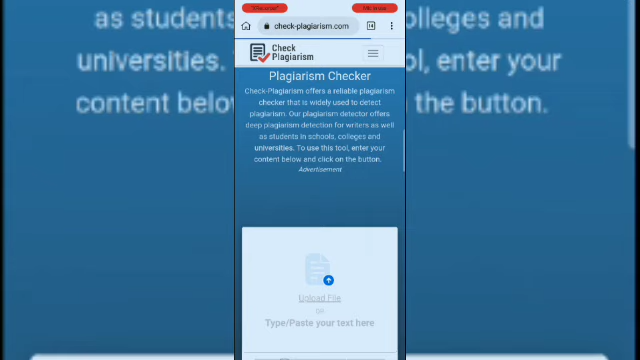 check-plagiarism.com
Check
Plagiarism
Plagiarism Checker
Check-Plagiarism offers a reliable plagiarism
checker that is widely used to detect
plagiarism. Our plagiarism detector offers
deep plagiarism detection for writers as well
as students in schools, colleges and
universities. To use this tool, enter your
content below and click on the button.
Advertisement
Upload File
OR
Type/Paste your text here
as students
colleges and
universities. T
ol, enter your
content below
the button.